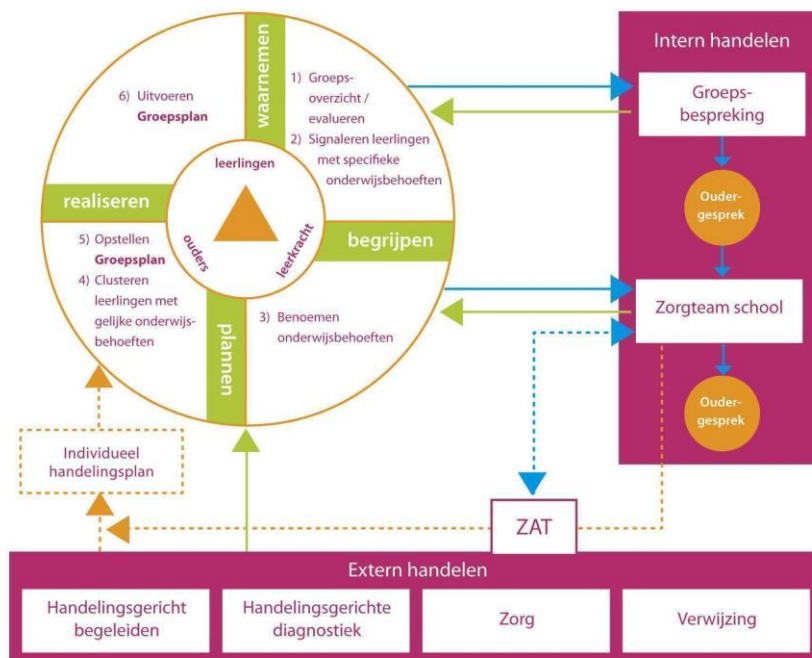 waarnemen
1) Groeps-
overzicht /
evalueren
2) Signaleren leerlingen
met specifieke
onderwijsbehoeften
begrijpen
3) Benoemen
onderwijsbehoeften
plannen
4) Clusteren
leerlingen met
gelijke onderwijs-
behoeften
5) Opstellen
Groepsplan
realiseren
6) Uitvoeren
Groepsplan
leerlingen
ouders
leerkracht
Intern handelen
Groeps-
bespreking
Ouder-
gesprek
Zorgteam school
Ouder-
gesprek
Individueel
handelingsplan
ZAT
Extern handelen
Handelingsgericht
begeleiden
Handelingsgerichte
diagnostiek
Zorg
Verwijzing